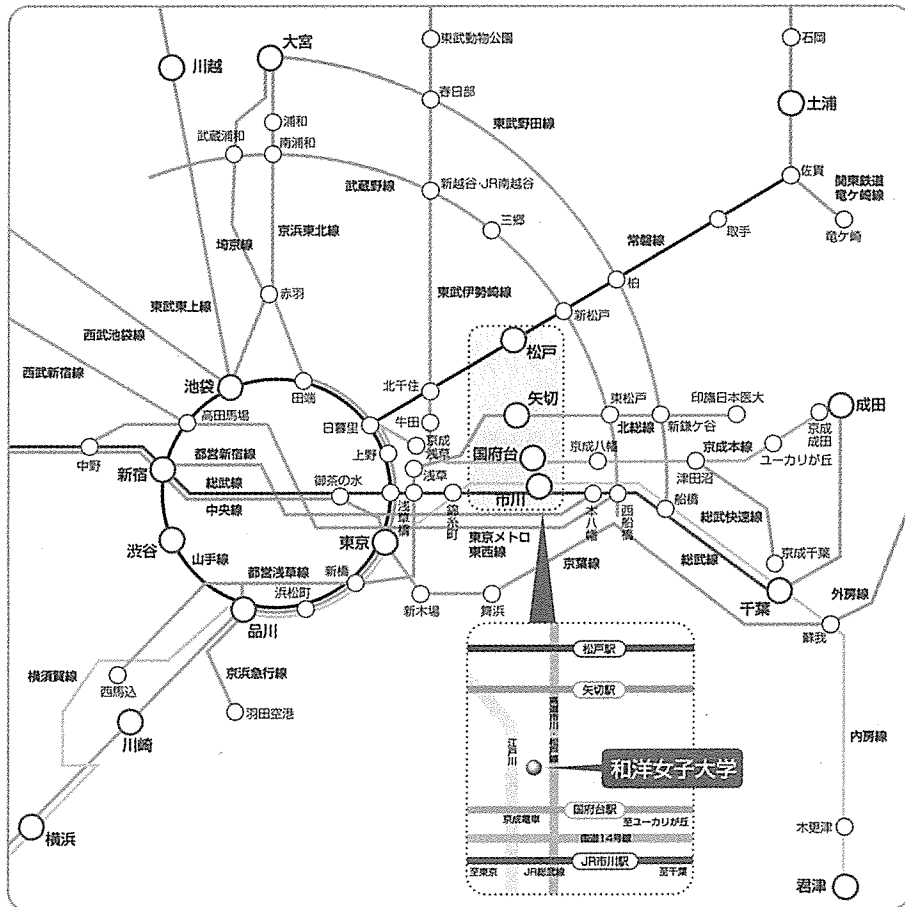 東武動物公園
石岡
大宮
川越
土浦
春日部
浦和
東武野田線
武蔵浦和
南浦和
佐貫
関東鉄道
竜ケ崎線
武蔵野線
新越谷・JR南越谷
三郷
常磐線
取手
竜ケ崎
埼京線
京浜東北線
柏
赤羽
東武伊勢崎線
東武東上線
新松戸
西武池袋線
松戸
西武新宿線
池袋
田端
北千住
矢切
東松戸
印旛日本医大
成田
高田馬場
日暮里
牛田
北総線
新鎌ケ谷
京成
成田
京成
浅草
京成本線
上野
国府台
京成八幡
ユーカリが丘
中野
新宿
都営新宿線
浅草
津田沼
総武線
御茶の水
市川
船橋
中央線
浅草橋
錦糸町
本八幡
西船橋
総武快速線
渋谷
東京
東京メトロ
東西線
京葉線
総武線
京成千葉
山手線
新橋
都営浅草線
浜松町
新木場
舞浜
千葉
外房線
品川
蘇我
松戸駅
京浜急行線
横須賀線
西馬込
矢切駅
羽田空港
川崎
県道市川松戸線
江戸川
内房線
和洋女子大学
国府台駅
京成電車
至ユーカリが丘
横浜
国道14号線
木更津
JR市川駅
至東京
JR総武線
至千葉
君津